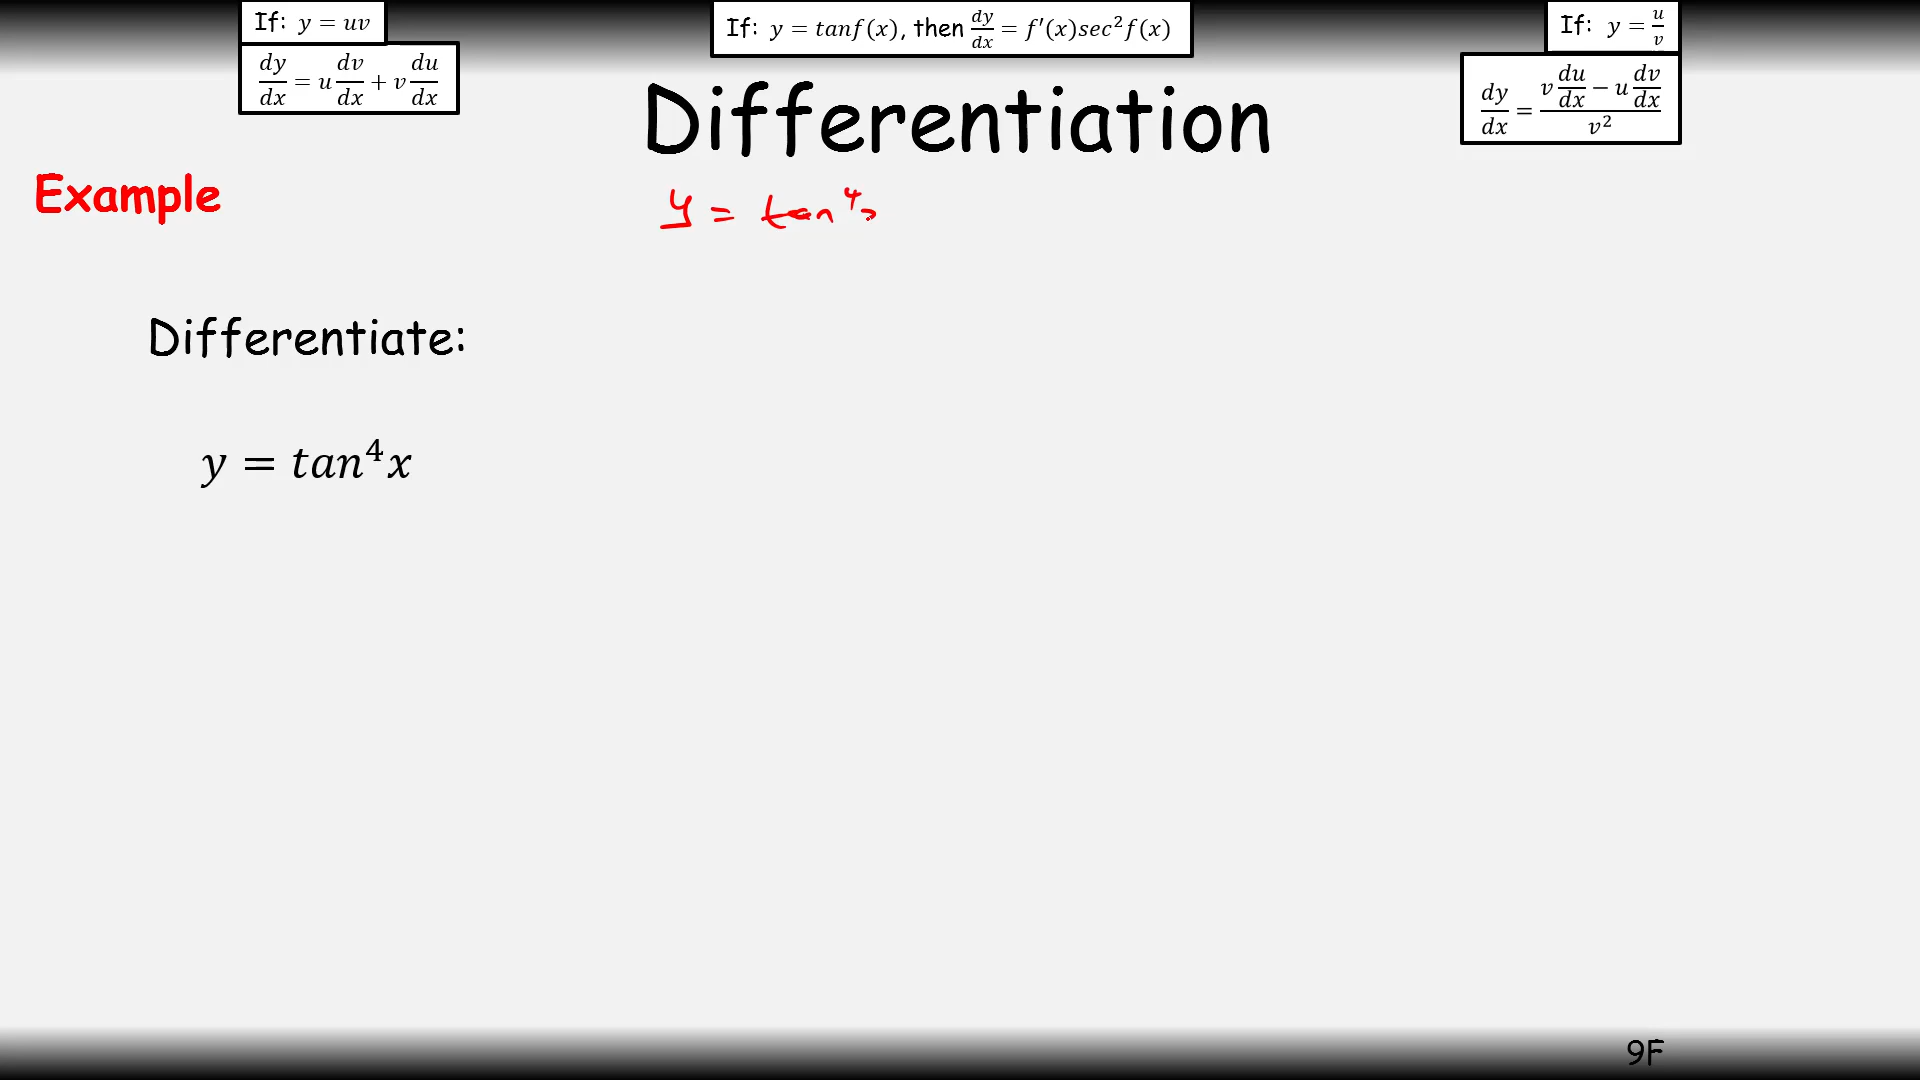 If: y = uv
dy/dx = u dv/dx + v du/dx
If: y = tanf(x), then dy/dx = f′(x)sec²f(x)
If: y = u/v
dy/dx = (v du/dx − u dv/dx)/v²
Differentiation
Example
y = tan⁴
Differentiate:
y = tan⁴x
9F